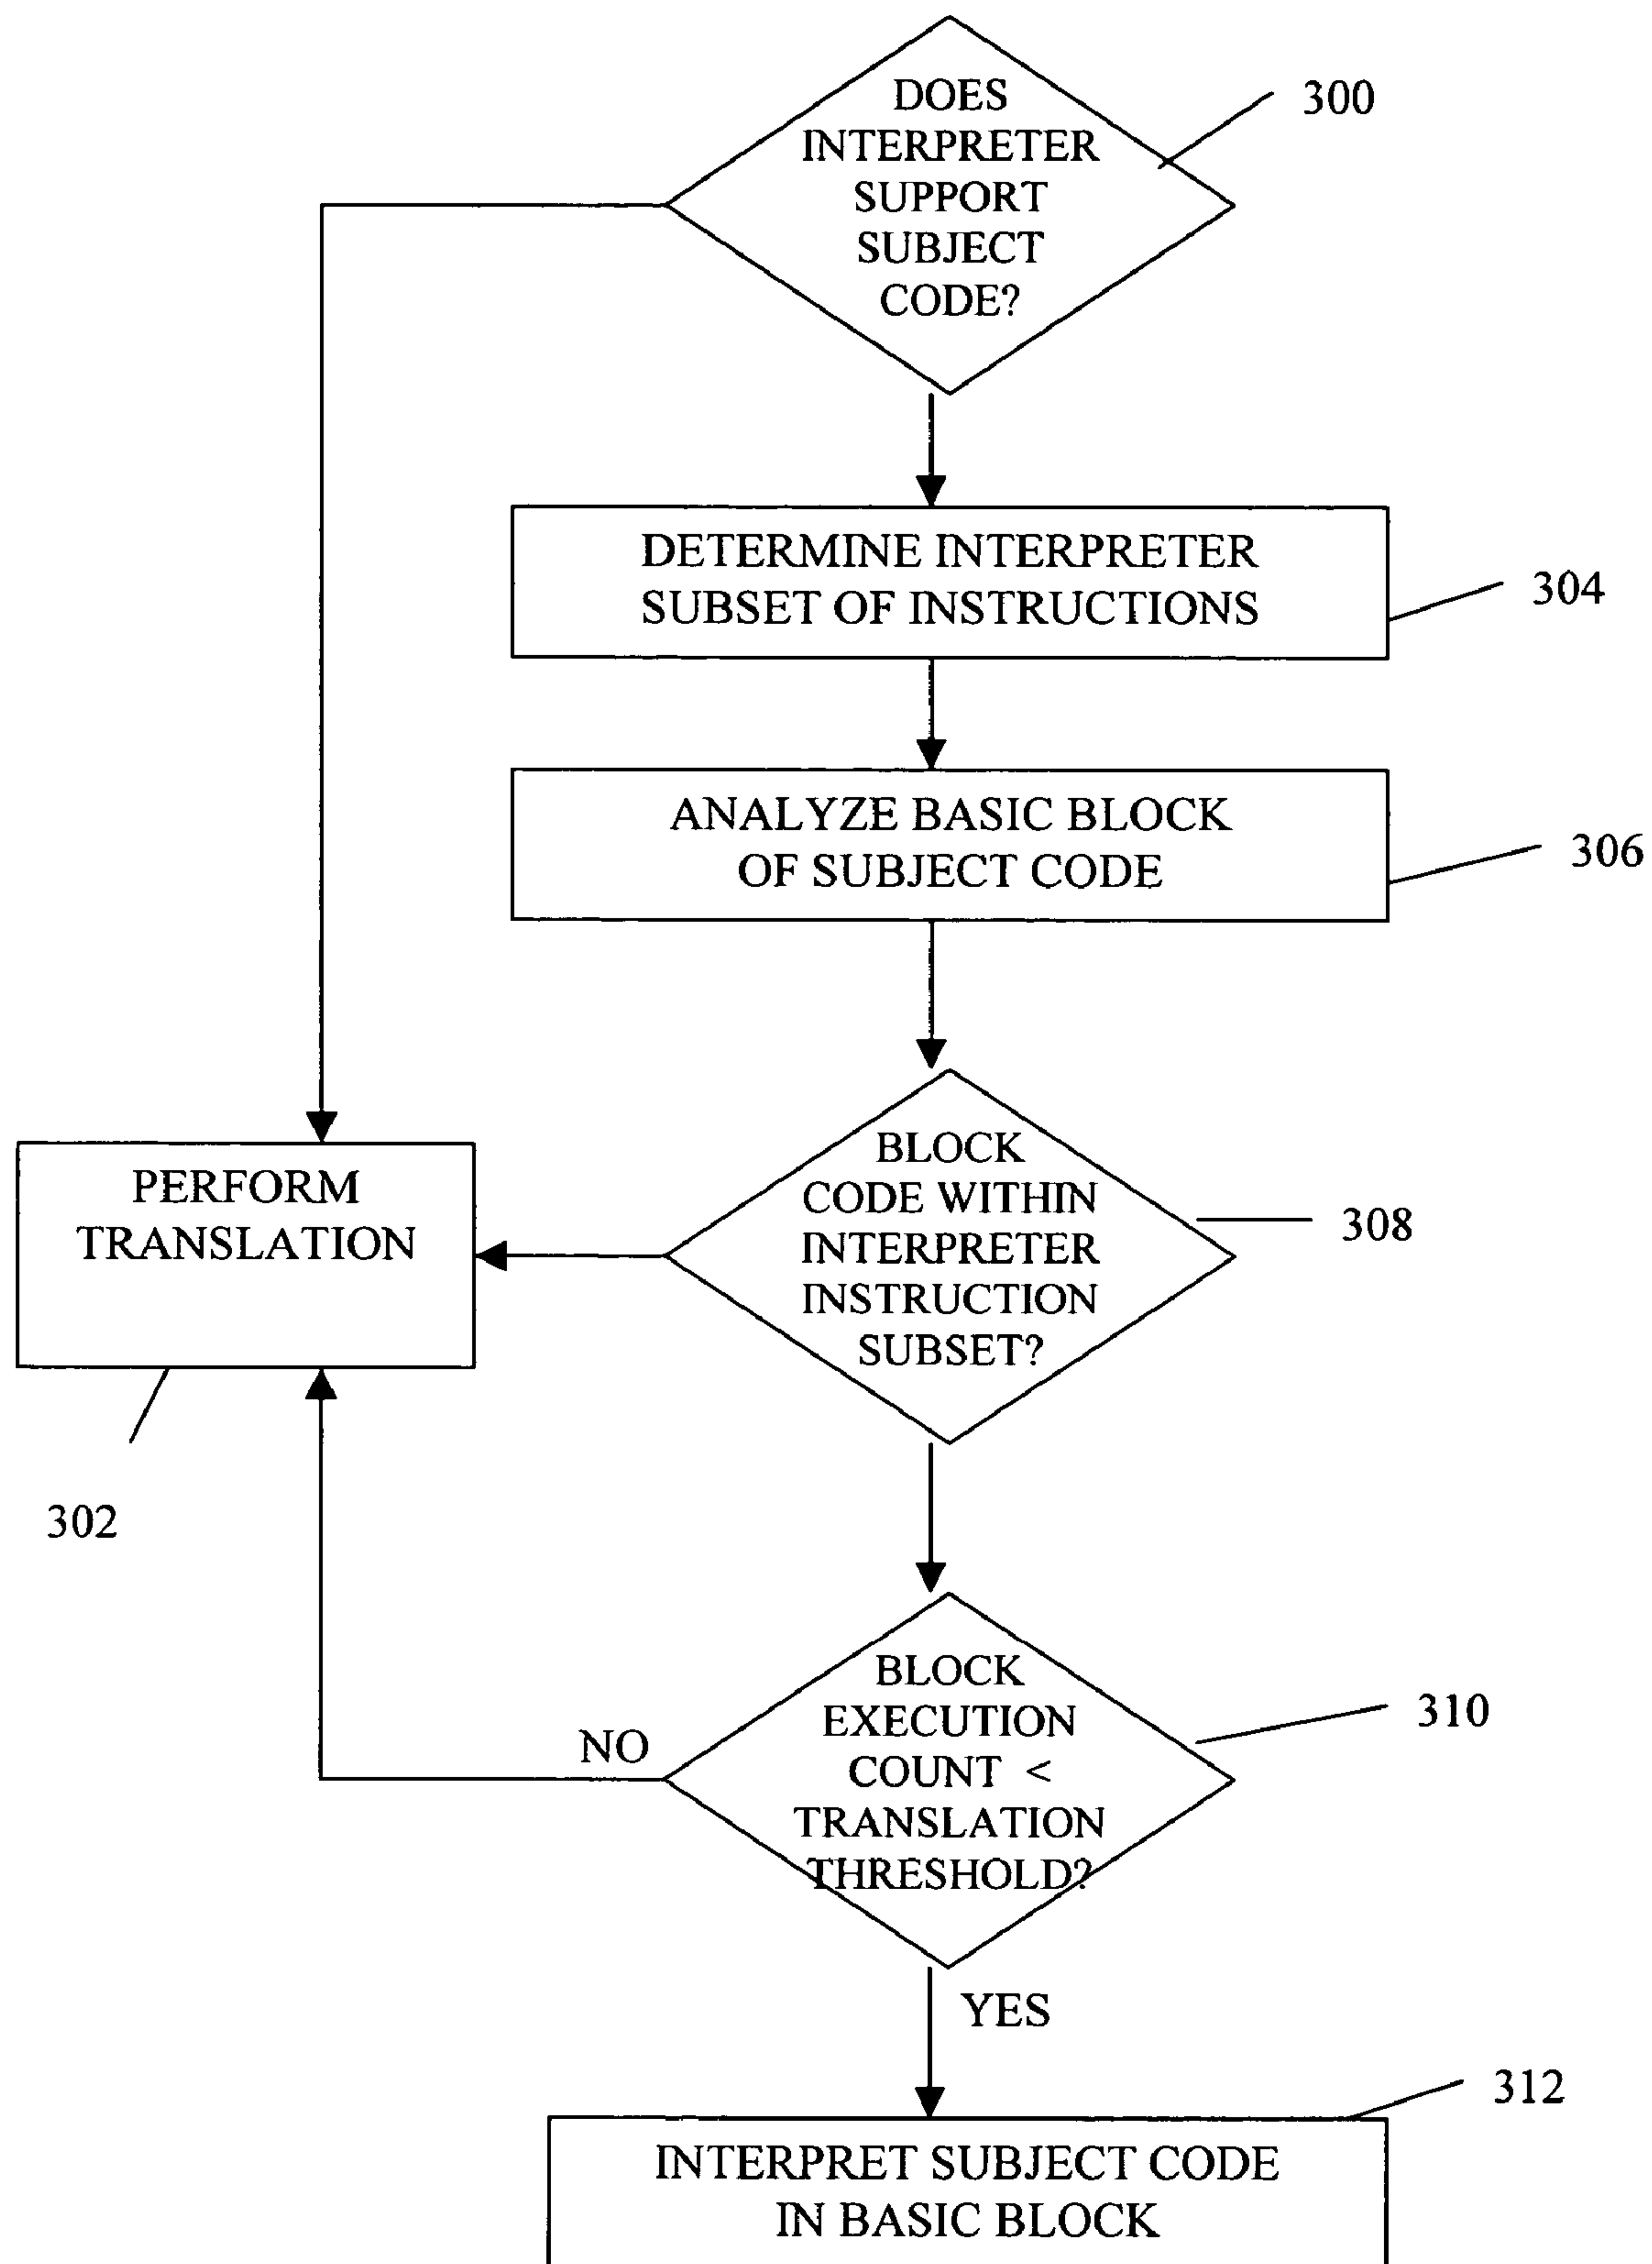 DOES
INTERPRETER
SUPPORT
SUBJECT
CODE?
300
DETERMINE INTERPRETER
SUBSET OF INSTRUCTIONS
304
ANALYZE BASIC BLOCK
OF SUBJECT CODE
306
PERFORM
TRANSLATION
302
BLOCK
CODE WITHIN
INTERPRETER
INSTRUCTION
SUBSET?
308
BLOCK
EXECUTION
COUNT <
TRANSLATION
THRESHOLD?
310
NO
YES
312
INTERPRET SUBJECT CODE
IN BASIC BLOCK